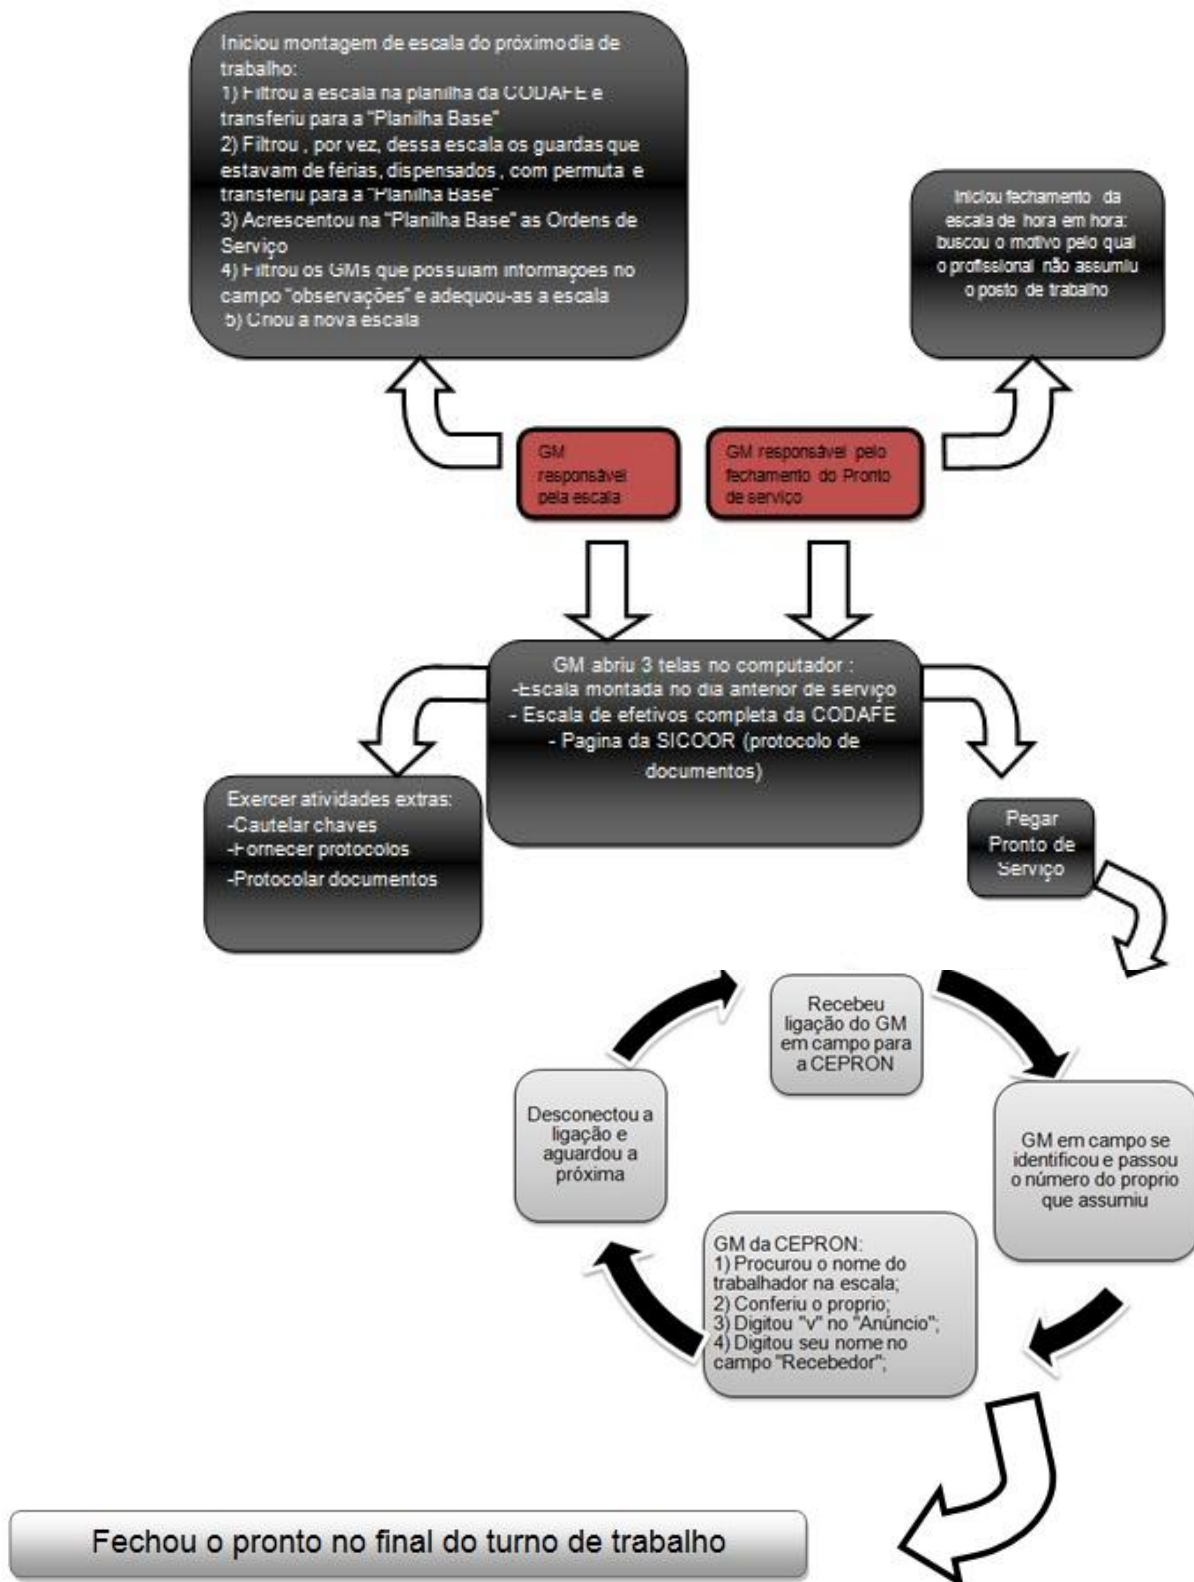 Iniciou montagem de escala do próximo dia de
trabalho:
1) Filtrou a escala na planilha da CODAFE e
transferiu para a "Planilha Base"
2) Filtrou , por vez, dessa escala os guardas que
estavam de férias, dispensados , com permuta e
transferiu para a "Planilha Base"
3) Acrescentou na "Planilha Base" as Ordens de
Serviço
4) Filtrou os GMs que possuiam informações no
campo "observações" e adequou-as a escala
5) Criou a nova escala
Iniciou fechamento da
escala de hora em hora:
buscou o motivo pelo qual
o profissional não assumiu
o posto de trabalho
GM
responsável
pela escala
GM responsável pelo
fechamento do Pronto
de serviço
GM abriu 3 telas no computador :
-Escala montada no dia anterior de serviço
- Escala de efetivos completa da CODAFE
- Pagina da SICOOR (protocolo de
documentos)
Exercer atividades extras:
-Cautelar chaves
-Fornecer protocolos
-Protocolar documentos
Pegar
Pronto de
Serviço
Recebeu
ligação do GM
em campo para
a CEPRON
GM em campo se
identificou e passou
o número do proprio
que assumiu
GM da CEPRON:
1) Procurou o nome do
trabalhador na escala;
2) Conferiu o proprio;
3) Digitou "v" no "Anúncio";
4) Digitou seu nome no
campo "Recebedor";
Desconectou a
ligação e
aguardou a
próxima
Fechou o pronto no final do turno de trabalho